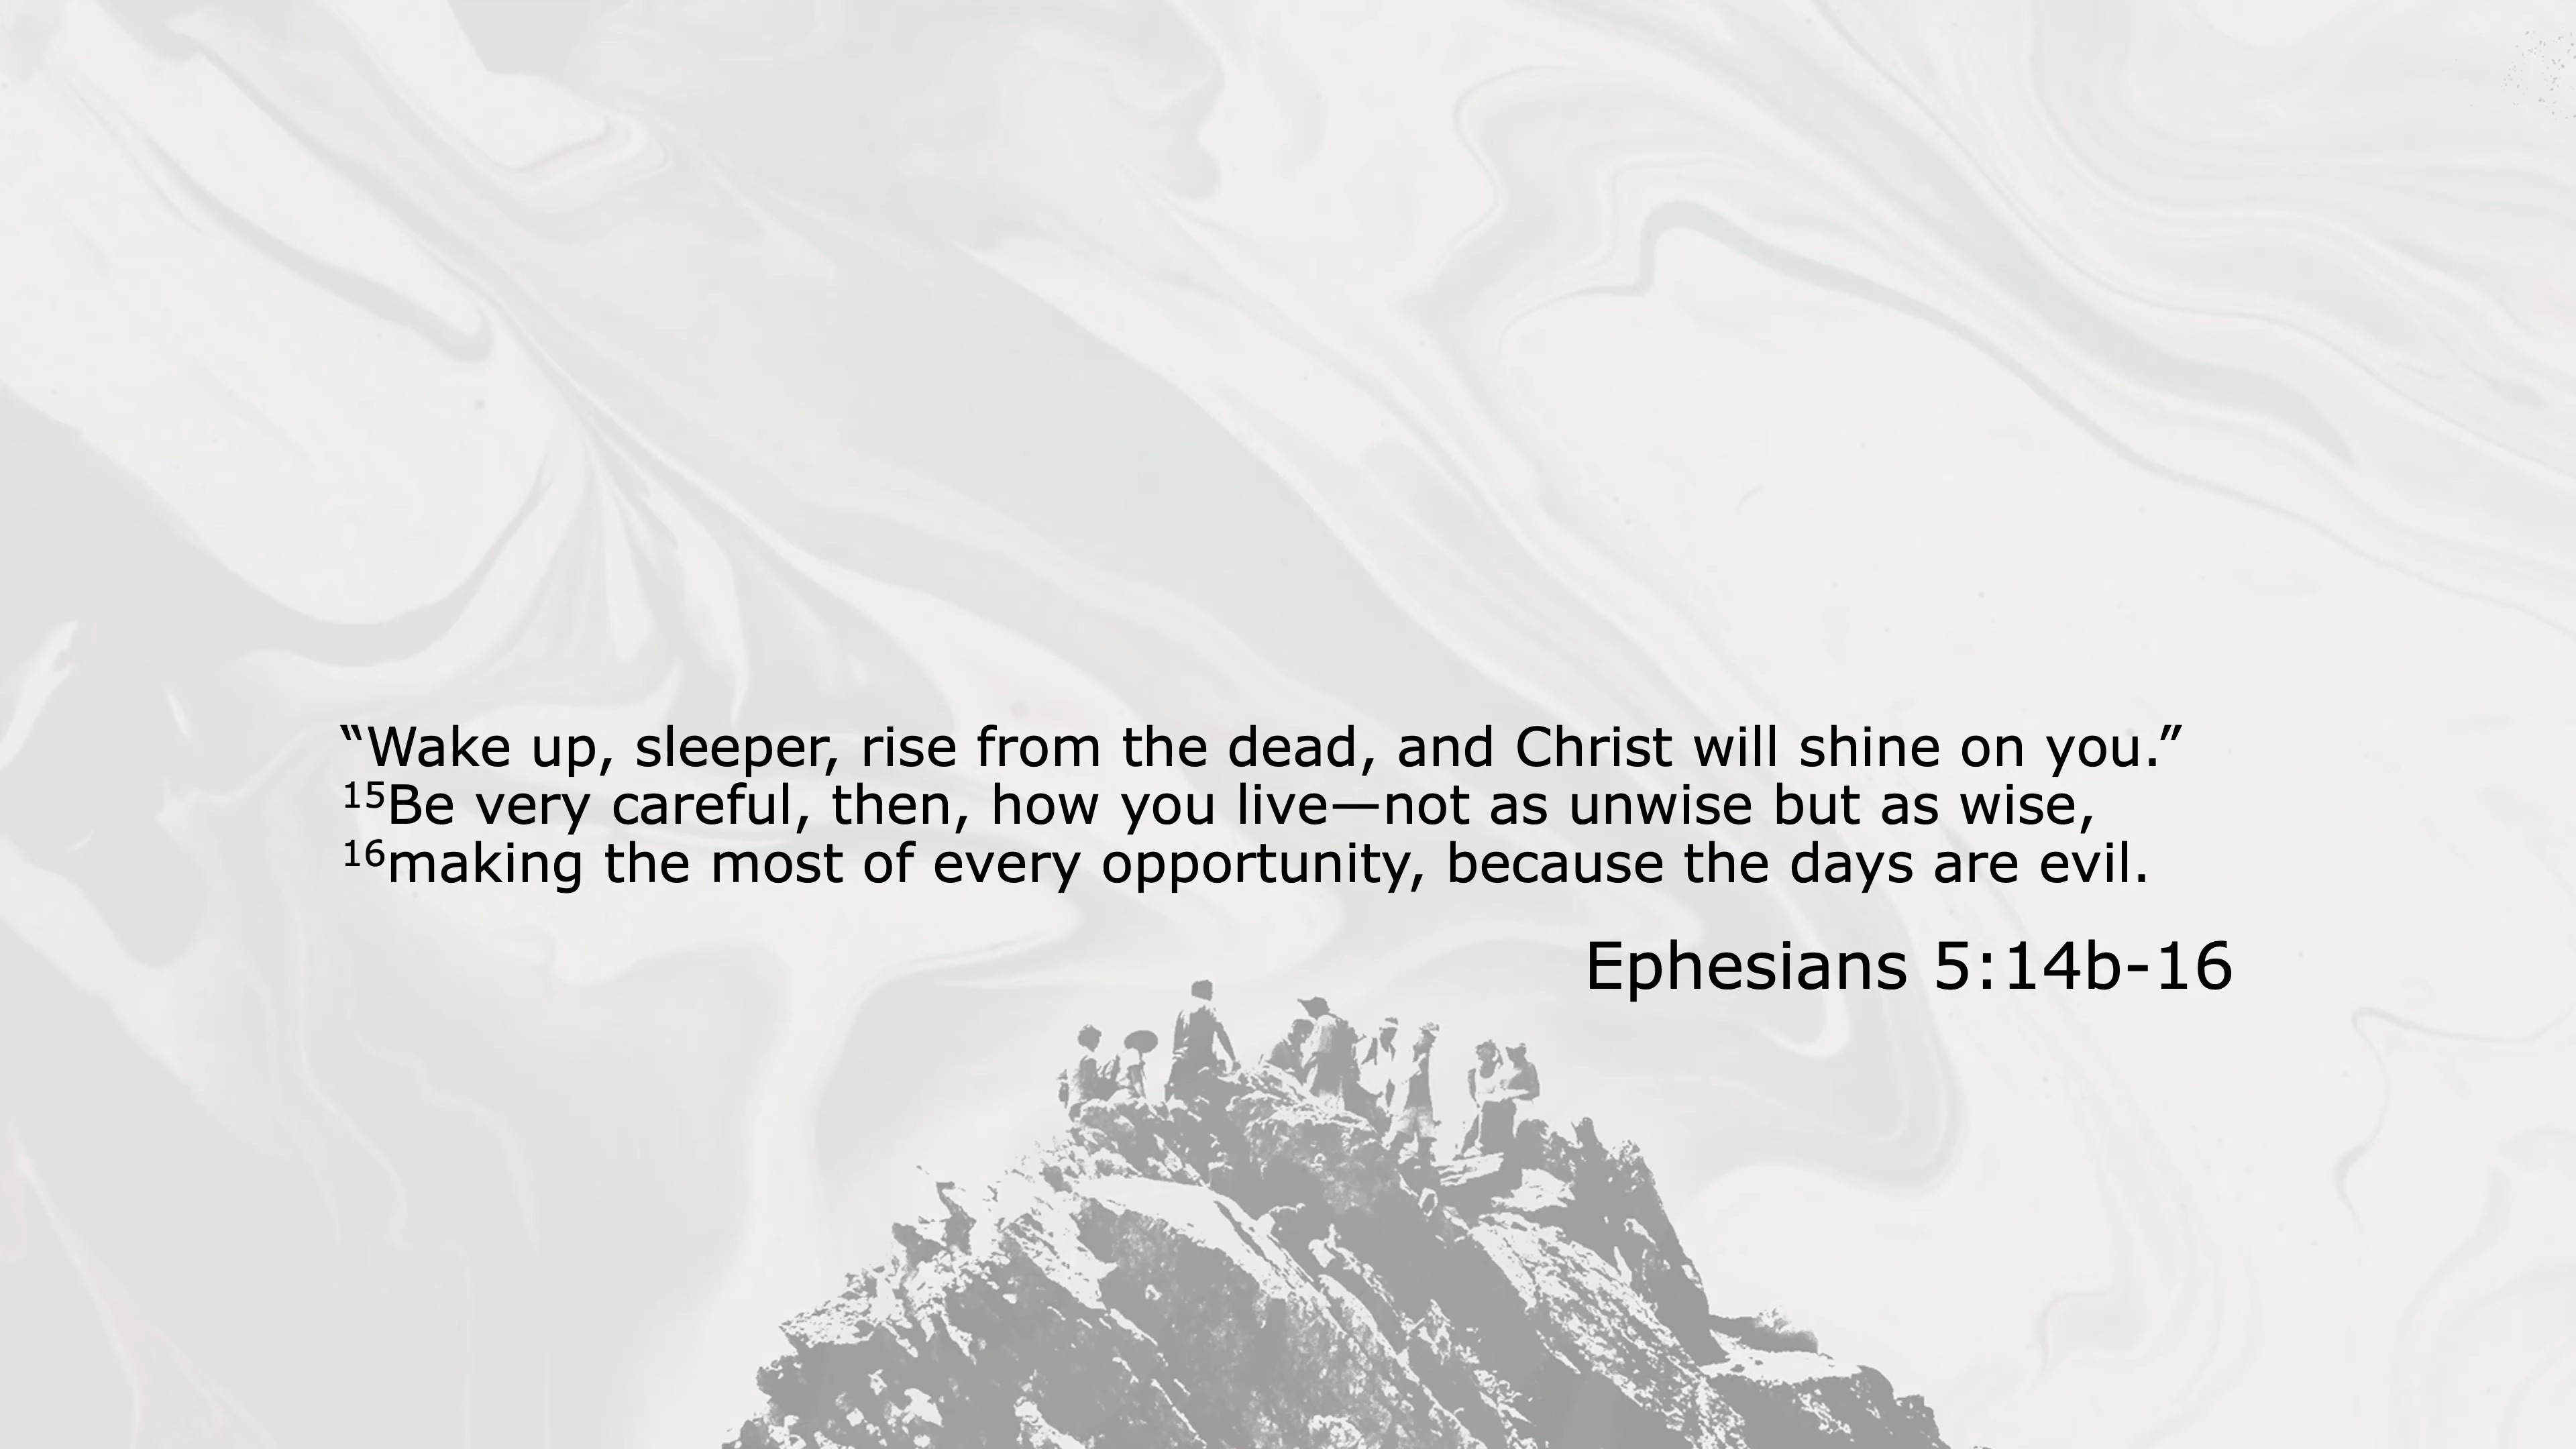 “Wake up, sleeper, rise from the dead, and Christ will shine on you.”
¹⁵Be very careful, then, how you live—not as unwise but as wise,
¹⁶making the most of every opportunity, because the days are evil.
Ephesians 5:14b-16